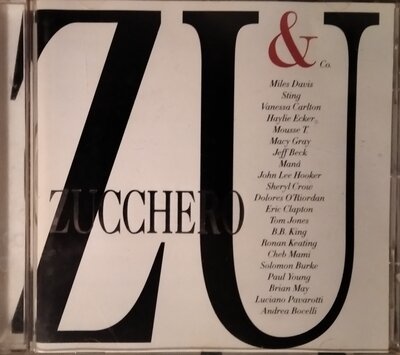 ZU
& Co.
ZUCCHERO
Miles Davis
Sting
Vanessa Carlton
Haylie Ecker
Mousse T.
Macy Gray
Jeff Beck
Maná
John Lee Hooker
Sheryl Crow
Dolores O'Riordan
Eric Clapton
Tom Jones
B.B. King
Ronan Keating
Cheb Mami
Solomon Burke
Paul Young
Brian May
Luciano Pavarotti
Andrea Bocelli